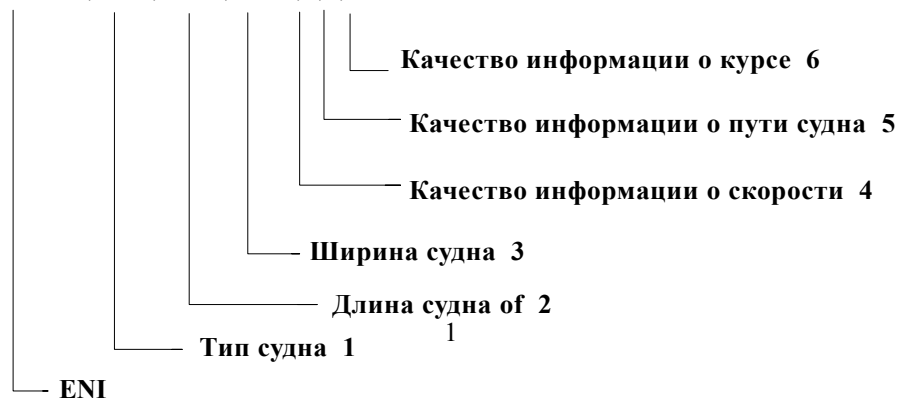 Качество информации о курсе 6
Качество информации о пути судна 5
Качество информации о скорости 4
Ширина судна 3
Длина судна of 2
1
Тип судна 1
ENI